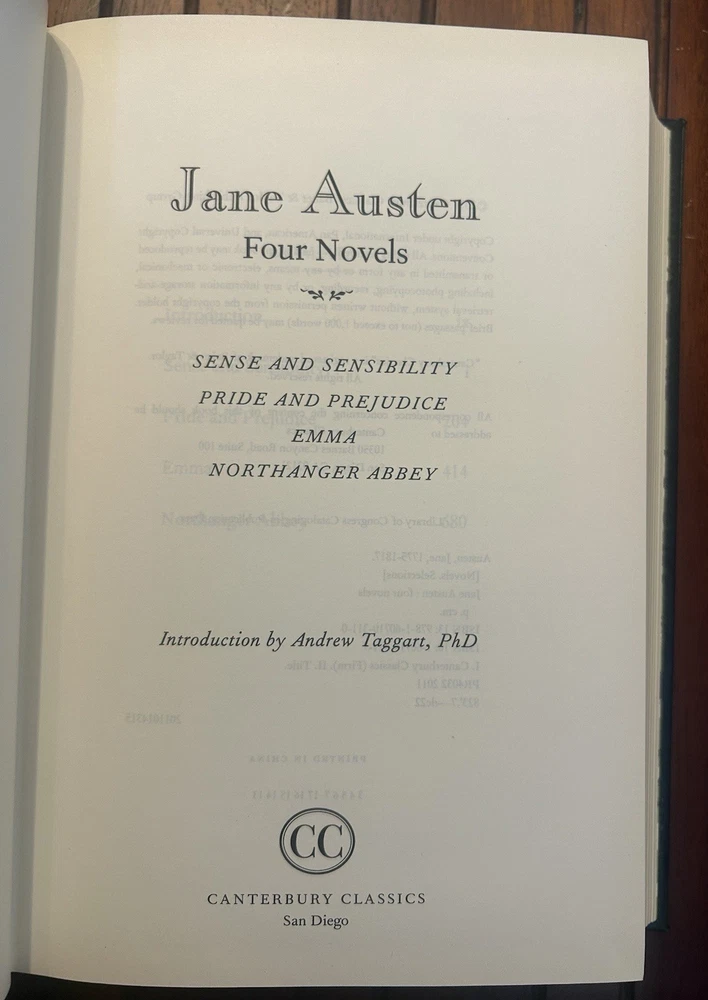 Jane Austen
Four Novels
SENSE AND SENSIBILITY
PRIDE AND PREJUDICE
EMMA
NORTHANGER ABBEY
Introduction by Andrew Taggart, PhD
CC
CANTERBURY CLASSICS
San Diego